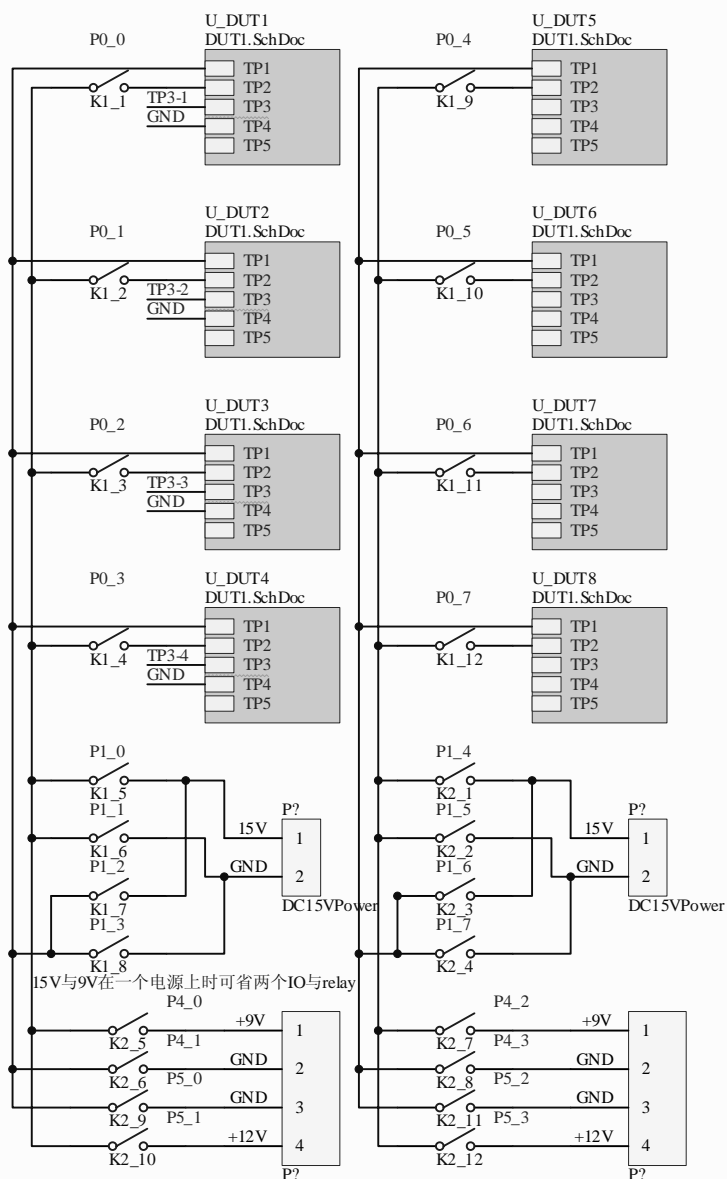 U_DUT1
P0_0
DUT1.SchDoc
TP1
TP2
TP3
TP4
TP5
K1_1
TP3-1
GND
U_DUT5
P0_4
DUT1.SchDoc
TP1
TP2
TP3
TP4
TP5
K1_9
U_DUT2
P0_1
DUT1.SchDoc
TP1
TP2
TP3
TP4
TP5
K1_2
TP3-2
GND
U_DUT6
P0_5
DUT1.SchDoc
TP1
TP2
TP3
TP4
TP5
K1_10
U_DUT3
P0_2
DUT1.SchDoc
TP1
TP2
TP3
TP4
TP5
K1_3
TP3-3
GND
U_DUT7
P0_6
DUT1.SchDoc
TP1
TP2
TP3
TP4
TP5
K1_11
P0_3
U_DUT4
DUT1.SchDoc
TP1
TP2
TP3
TP4
TP5
K1_4
TP3-4
GND
U_DUT8
P0_7
DUT1.SchDoc
TP1
TP2
TP3
TP4
TP5
K1_12
P1_0
K1_5
P1_1
K1_6
P1_2
K1_7
P1_3
K1_8
P?
15V
1
GND
2
DC15VPower
P1_4
K2_1
P1_5
K2_2
P1_6
K2_3
P1_7
K2_4
P?
15V
1
GND
2
DC15VPower
15V与9V在一个电源上时可省两个IO与relay
P4_0
K2_5
P4_1
K2_6
P5_0
K2_9
P5_1
K2_10
+9V
1
GND
2
GND
3
+12V
4
P?
P4_2
K2_7
P4_3
K2_8
P5_2
K2_11
P5_3
K2_12
+9V
1
GND
2
GND
3
+12V
4
P?